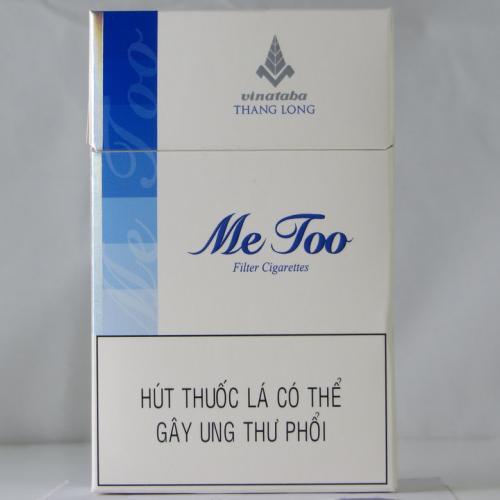 vinataba
THANG LONG
Me Too
Me Too
Filter Cigarettes
HÚT THUỐC LÁ CÓ THỂ
GÂY UNG THƯ PHỔI